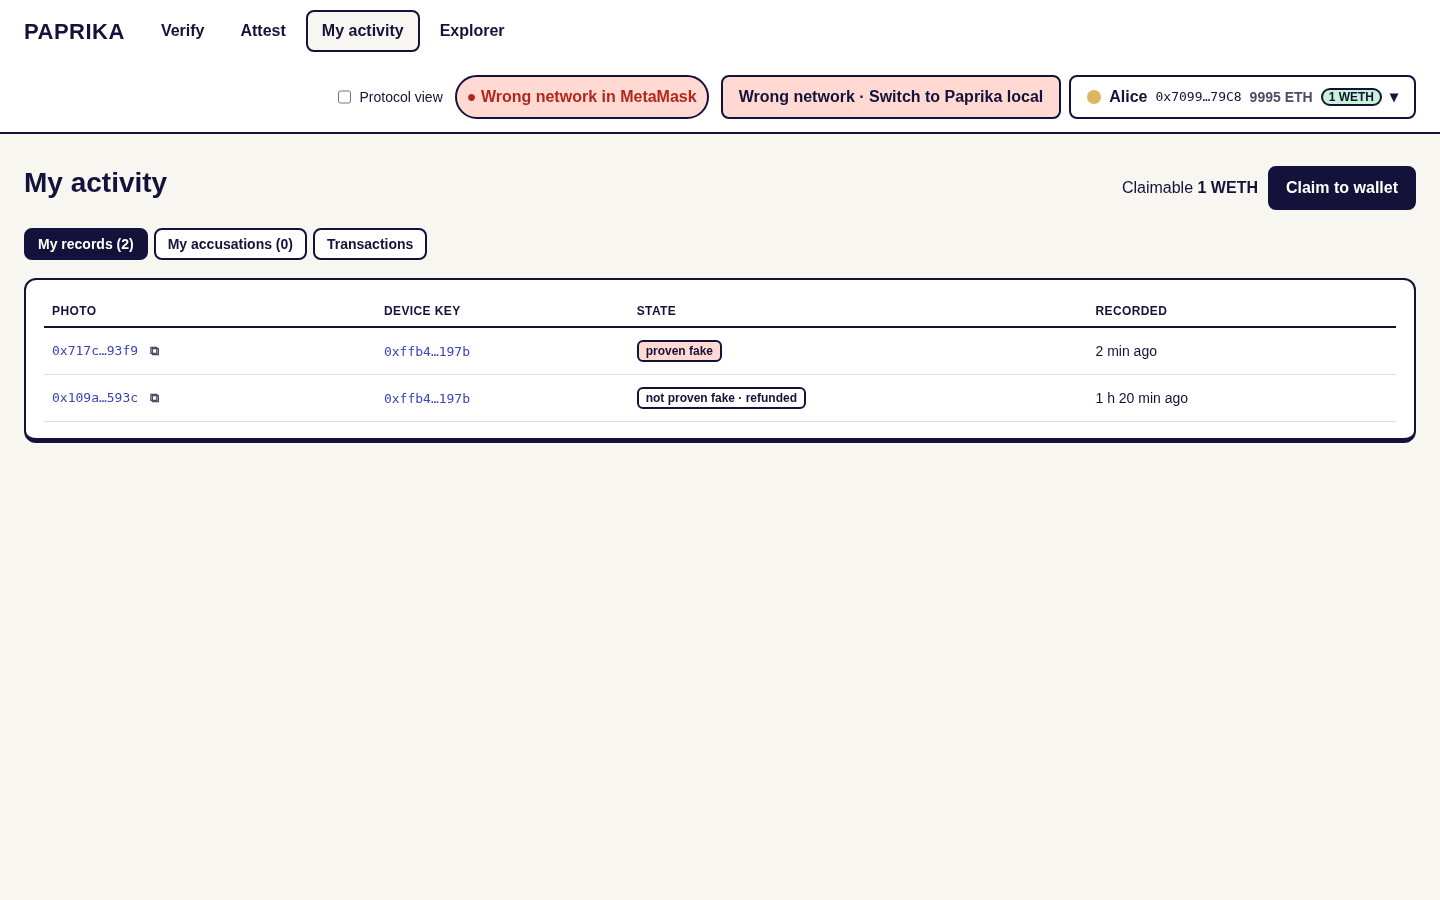 PAPRIKA Verify Attest My activity Explorer
Protocol view ● Wrong network in MetaMask Wrong network · Switch to Paprika local Alice 0x7099…79C8 9995 ETH 1 WETH ▼
My activity Claimable 1 WETH Claim to wallet
My records (2) My accusations (0) Transactions
PHOTO DEVICE KEY STATE RECORDED
0x717c…93f9 ⧉ 0xffb4…197b proven fake 2 min ago
0x109a…593c ⧉ 0xffb4…197b not proven fake · refunded 1 h 20 min ago